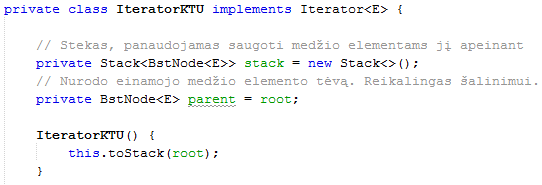 private class IteratorKTU implements Iterator<E> {
// Stekas, panaudojamas saugoti medžio elementams jį apeinant
private Stack<BstNode<E>> stack = new Stack<>();
// Nurodo einamojo medžio elemento tėvą. Reikalingas šalinimui.
private BstNode<E> parent = root;
IteratorKTU() {
this.toStack(root);
}